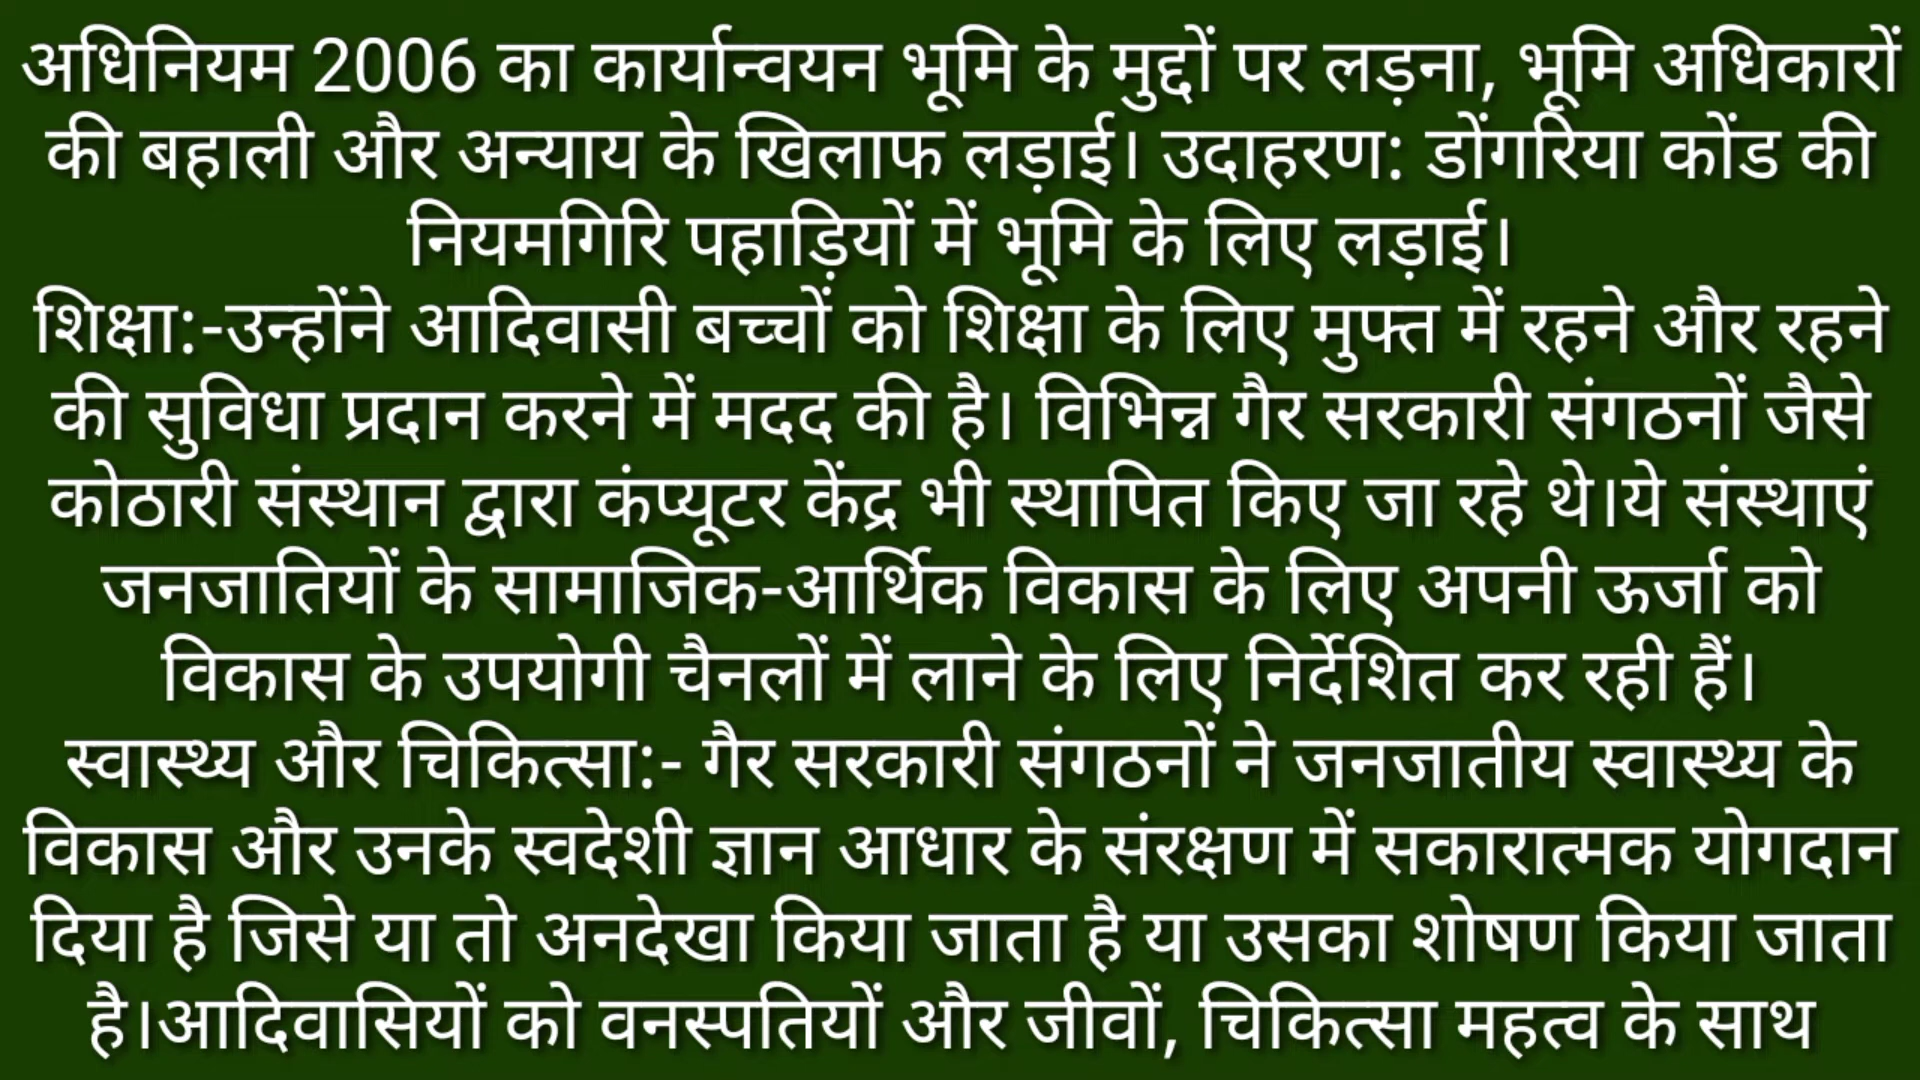 अधिनियम 2006 का कार्यान्वयन भूमि के मुद्दों पर लड़ना, भूमि अधिकारों
की बहाली और अन्याय के खिलाफ लड़ाई। उदाहरण: डोंगरिया कोंड की
नियमगिरि पहाड़ियों में भूमि के लिए लड़ाई।
शिक्षा:-उन्होंने आदिवासी बच्चों को शिक्षा के लिए मुफ्त में रहने और रहने
की सुविधा प्रदान करने में मदद की है। विभिन्न गैर सरकारी संगठनों जैसे
कोठारी संस्थान द्वारा कंप्यूटर केंद्र भी स्थापित किए जा रहे थे।ये संस्थाएं
जनजातियों के सामाजिक-आर्थिक विकास के लिए अपनी ऊर्जा को
विकास के उपयोगी चैनलों में लाने के लिए निर्देशित कर रही हैं।
स्वास्थ्य और चिकित्सा:- गैर सरकारी संगठनों ने जनजातीय स्वास्थ्य के
विकास और उनके स्वदेशी ज्ञान आधार के संरक्षण में सकारात्मक योगदान
दिया है जिसे या तो अनदेखा किया जाता है या उसका शोषण किया जाता
है।आदिवासियों को वनस्पतियों और जीवों, चिकित्सा महत्व के साथ